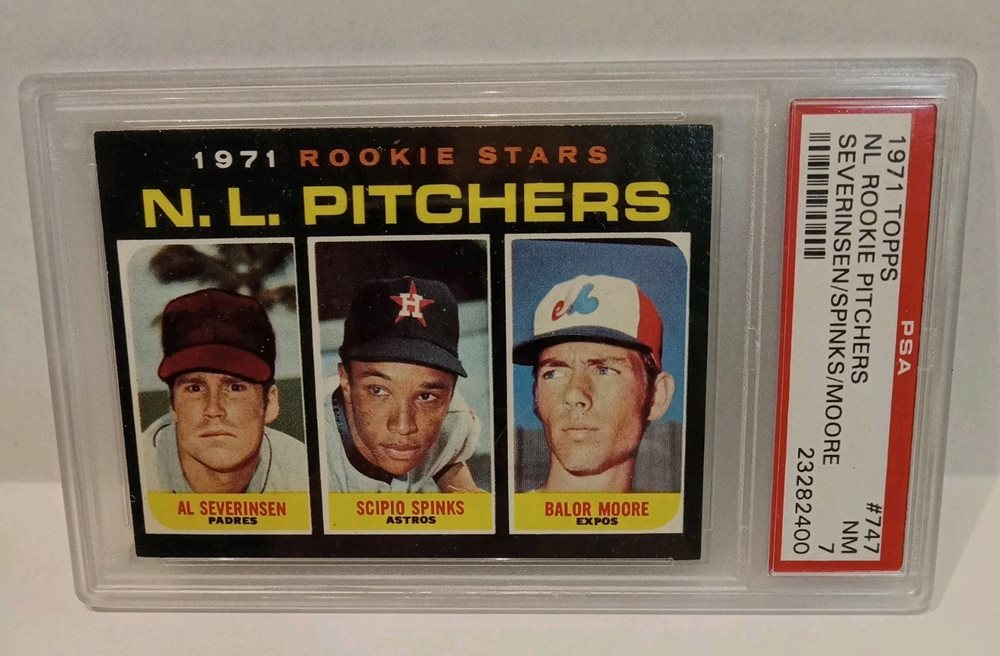 1971 ROOKIE STARS
N. L. PITCHERS
H
eb
AL SEVERINSEN
PADRES
SCIPIO SPINKS
ASTROS
BALOR MOORE
EXPOS
PSA
1971 TOPPS #747
NL ROOKIE PITCHERS NM
SEVERINSEN/SPINKS/MOORE 7
23282400